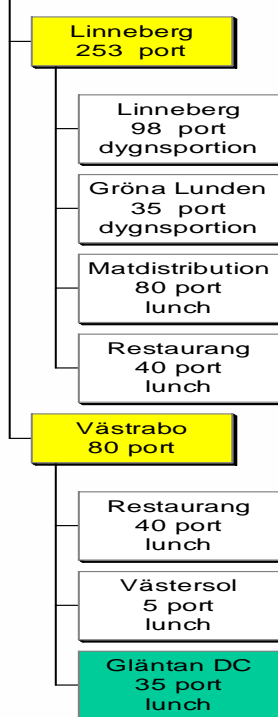 Linneberg
253 port
Linneberg
98 port
dygnsportion
Gröna Lunden
35 port
dygnsportion
Matdistribution
80 port
lunch
Restaurang
40 port
lunch
Västrabo
80 port
Restaurang
40 port
lunch
Västersol
5 port
lunch
Gläntan DC
35 port
lunch